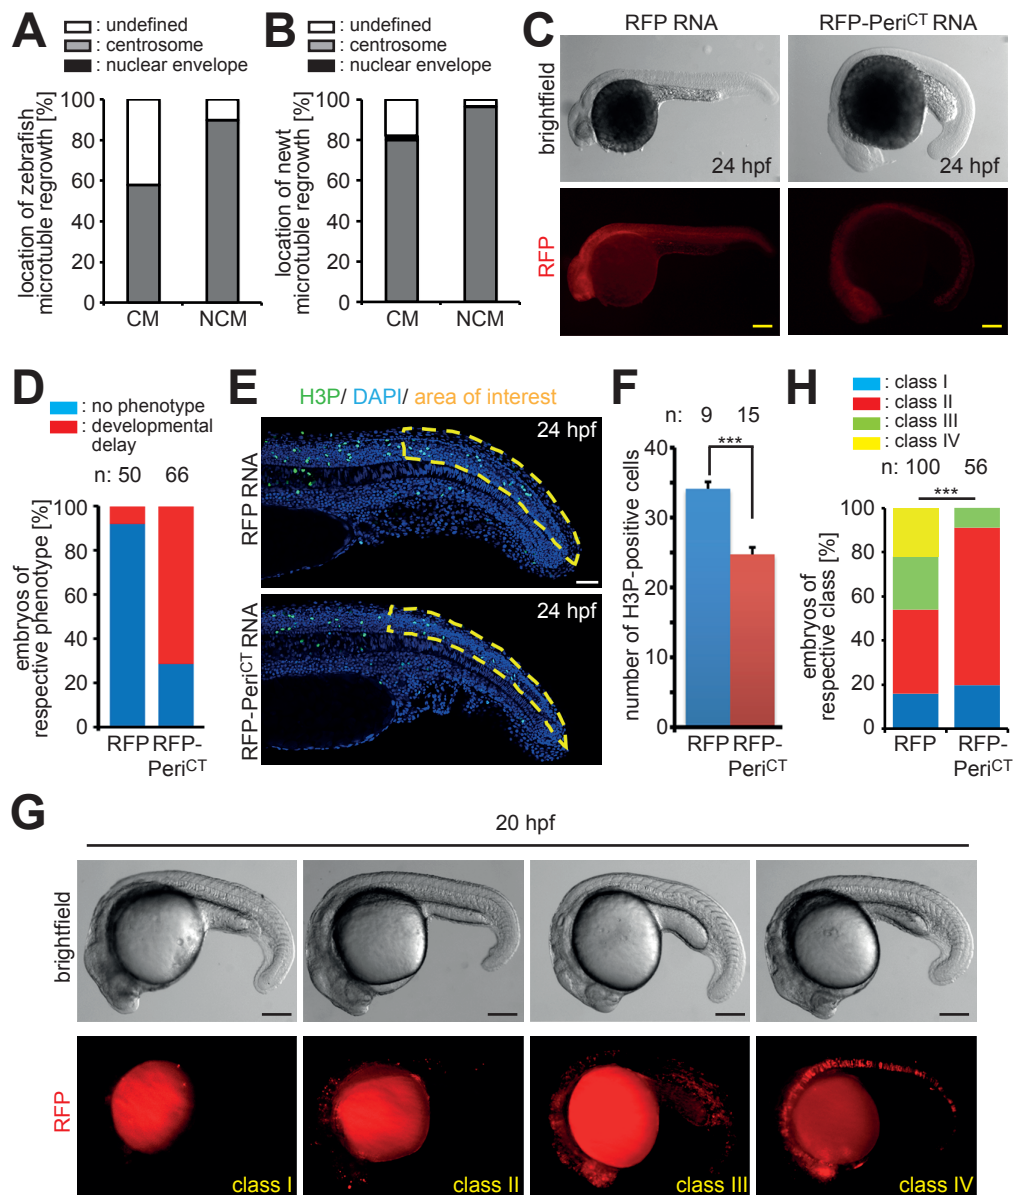 A
: undefined
: centrosome
: nuclear envelope
location of zebrafish
microtuble regrowth [%]
100
80
60
40
20
0
CM
NCM
B
: undefined
: centrosome
: nuclear envelope
location of newt
microtuble regrowth [%]
100
80
60
40
20
0
CM
NCM
C
RFP RNA
RFP-PeriCT RNA
brightfield
24 hpf
24 hpf
RFP
D
: no phenotype
: developmental
delay
n: 50 66
embryos of
respective phenotype [%]
100
80
60
40
20
0
RFP
RFP-
PeriCT
E
H3P/ DAPI/ area of interest
RFP RNA
24 hpf
RFP-PeriCT RNA
24 hpf
F
n: 9 15
***
number of H3P-positive cells
40
30
20
10
0
RFP
RFP-
PeriCT
H
: class I
: class II
: class III
: class IV
n: 100 56
***
embryos of
respective class [%]
100
80
60
40
20
0
RFP
RFP-
PeriCT
G
20 hpf
brightfield
RFP
class I
class II
class III
class IV